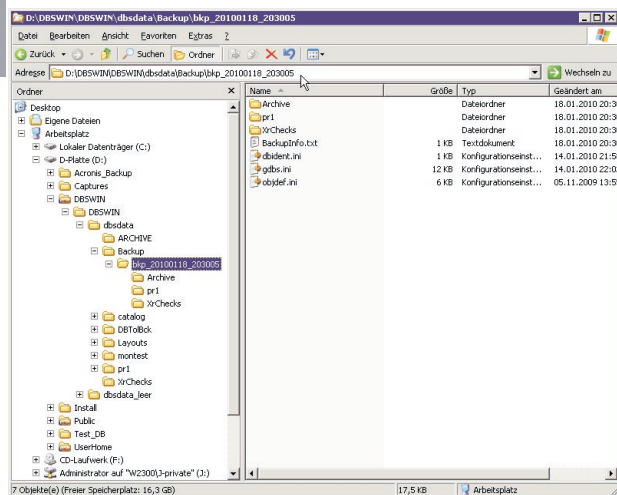 D:\DBSWIN\DBSWIN\dbsdata\Backup\bkp_20100118_203005
Datei Bearbeiten Ansicht Favoriten Extras ?
Zurück Suchen Ordner
Adresse D:\DBSWIN\DBSWIN\dbsdata\Backup\bkp_20100118_203005 Wechseln zu
Ordner x Name Größe Typ Geändert am
Desktop
Eigene Dateien
Arbeitsplatz
Lokaler Datenträger (C:)
D-Platte (D:)
Acronis_Backup
Captures
DBSWIN
DBSWIN
dbsdata
ARCHIVE
Backup
bkp_20100118_203005
Archive
pr1
XrChecks
catalog
DBToBck
Layouts
montest
pr1
XrChecks
dbsdata_leer
Install
Public
Test_DB
UserHome
CD-Laufwerk (F:)
Administrator auf "W2300\J-private" (J:)
Archive Dateiordner 18.01.2010 20:3
pr1 Dateiordner 18.01.2010 20:3
XrChecks Dateiordner 18.01.2010 20:3
BackupInfo.txt 1 KB Textdokument 18.01.2010 20:3
dbident.ini 1 KB Konfigurationseinst... 14.01.2010 21:5
gdbs.ini 12 KB Konfigurationseinst... 14.01.2010 22:0
objdef.ini 6 KB Konfigurationseinst... 05.11.2009 13:5
7 Objekte(e) (Freier Speicherplatz: 16,3 GB) 17,5 KB Arbeitsplatz